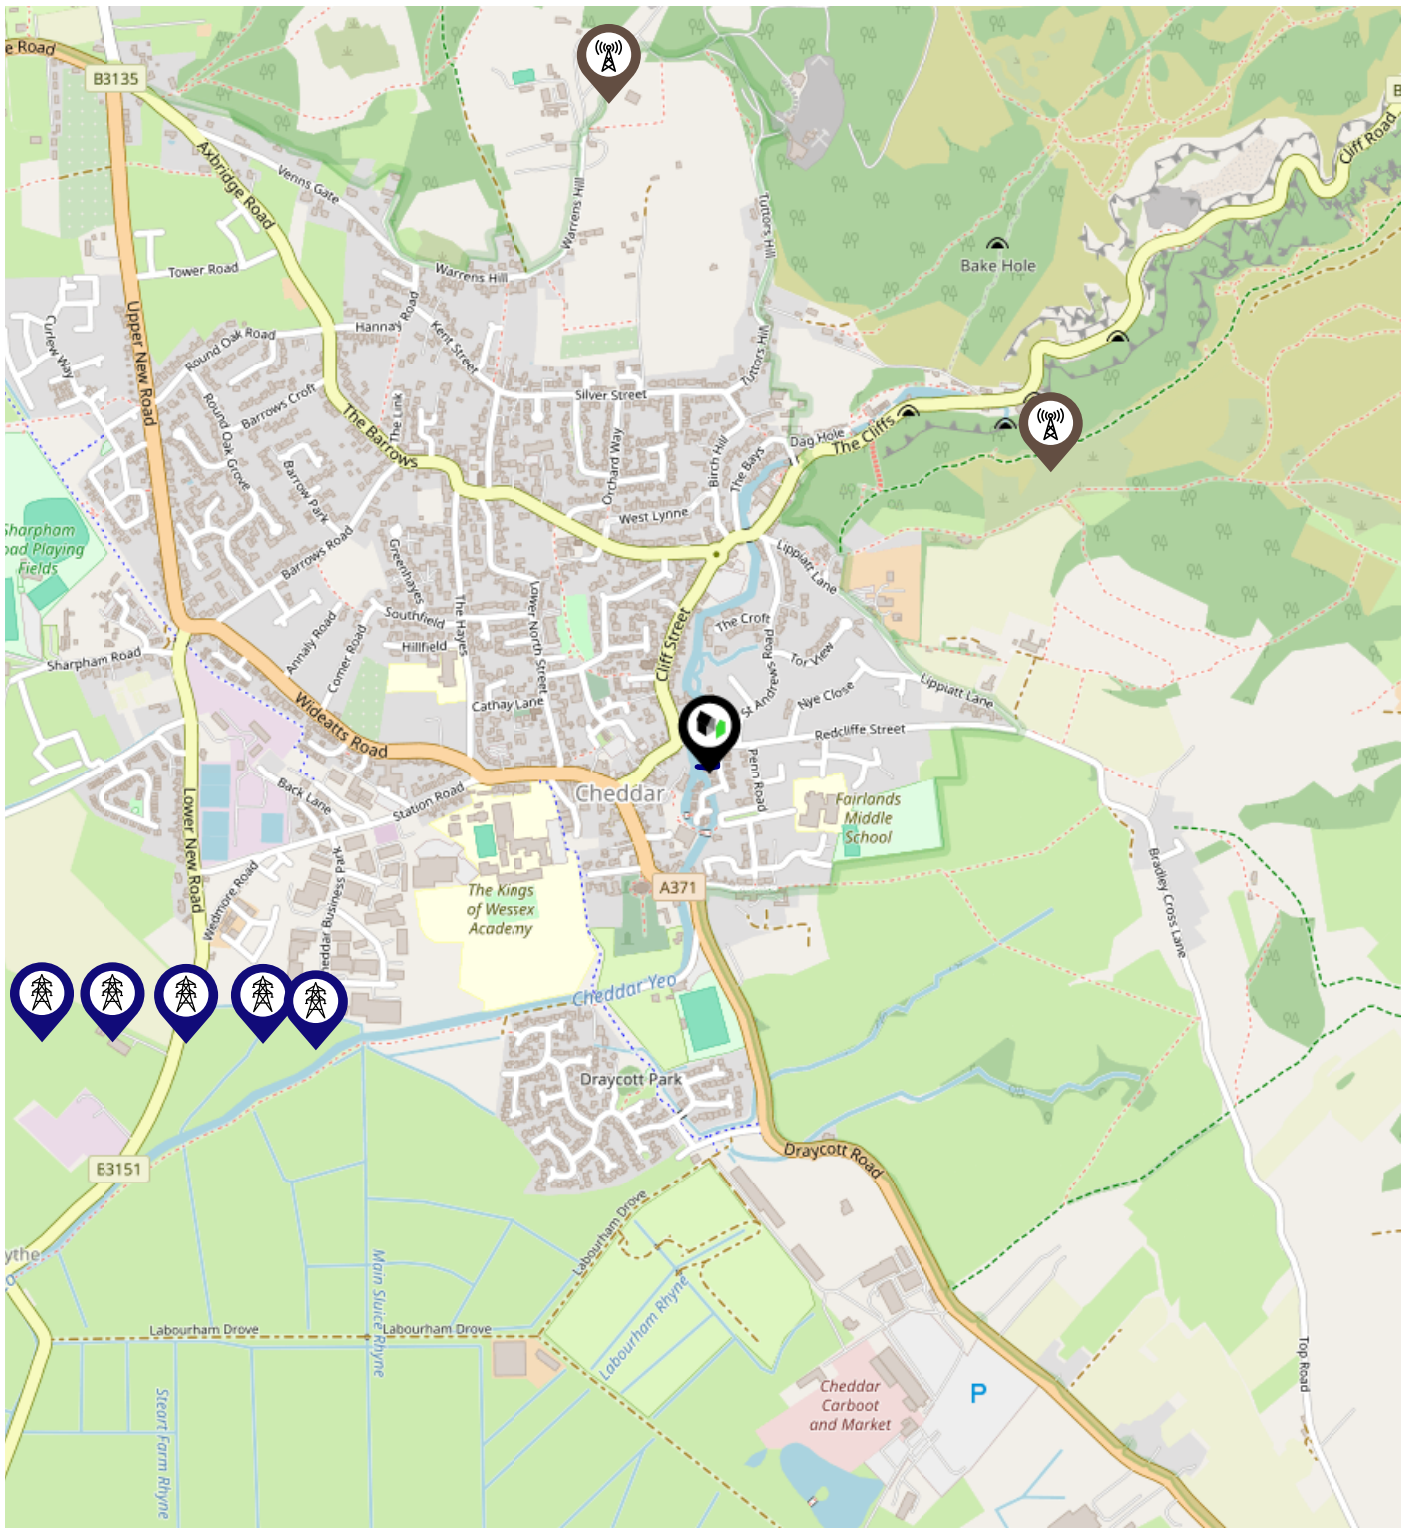 e Road
B3135
B
Cliff Road
Axbridge Road
Venns Gate
Warrens Hill
Tuttors Hill
Bake Hole
Tower Road
Warrens Hill
Upper New Road
Curlew Way
Round Oak Road
Hannay Road
Kent Street
Tuttors Hill
Silver Street
Barrows Croft
Round Oak Grove
The Link
The Barrows
Dag Hole
The Cliffs
Orchard Way
Birch Hill
The Bays
Barrow Park
West Lynne
Sharpham
oad Playing
Fields
Barrows Road
Greenhayes
Lippiatt Lane
Southfield
The Hayes
Lower North Street
Cliff Street
The Croft
St Andrews Road
Tor View
Hillfield
Annaly Road
Comer Road
Sharpham Road
Cathay Lane
Nye Close
Lippiatt Lane
Wideatts Road
Redcliffe Street
Penn Road
Back Lane
Station Road
Cheddar
Fairlands
Middle
School
Lower New Road
Wedmore Road
heddar Business Park
The Kings
of Wessex
Academy
A371
Bradley Cross Lane
Cheddar Yeo
Draycott Park
Draycott Road
E3151
Labourham Drove
ythe
o
Main Sluice Rhyne
Labourham Rhyne
Labourham Drove
Labourham Drove
Top Road
Steart Farm Rhyne
Cheddar
Carboot
and Market
P